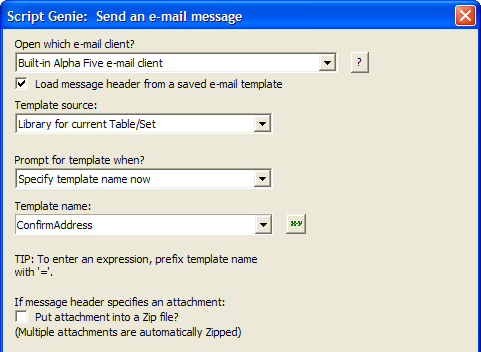 Script Genie:  Send an e-mail message
Open which e-mail client?
Built-in Alpha Five e-mail client
?
Load message header from a saved e-mail template
Template source:
Library for current Table/Set
Prompt for template when?
Specify template name now
Template name:
ConfirmAddress
TIP: To enter an expression, prefix template name
with '='.
If message header specifies an attachment:
Put attachment into a Zip file?
(Multiple attachments are automatically Zipped)